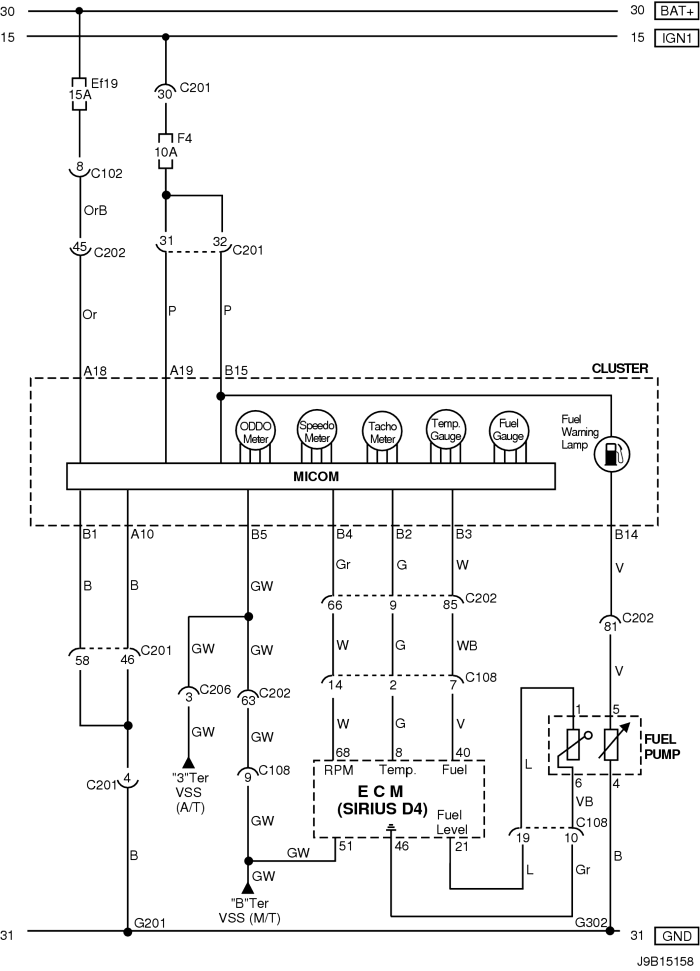 30 30 BAT+
15 15 IGN1
Ef19
15A
30 C201
F4
10A
8 C102
OrB
31 32 C201
45 C202
Or P P
A18 A19 B15
CLUSTER
ODDO
Meter
Speedo
Meter
Tacho
Meter
Temp.
Gauge
Fuel
Gauge
Fuel
Warning
Lamp
MICOM
B1 A10 B5 B4 B2 B3 B14
Gr G W V
B B GW
66 9 85 C202
81 C202
GW GW W G WB
58 46 C201
14 2 7 C108
V
3 C206 63 C202
GW GW W G V
1 5
FUEL
PUMP
68 8 40
RPM Temp. Fuel
"3"Ter
VSS
(A/T)
9 C108
4
C201
L
6 4
VB
E C M
(SIRIUS D4)
Fuel
Level
GW
C108
19 10
51 46 21
GW
B L Gr B
GW
"B"Ter
VSS (M/T)
G201 G302
31 31 GND
J9B15158